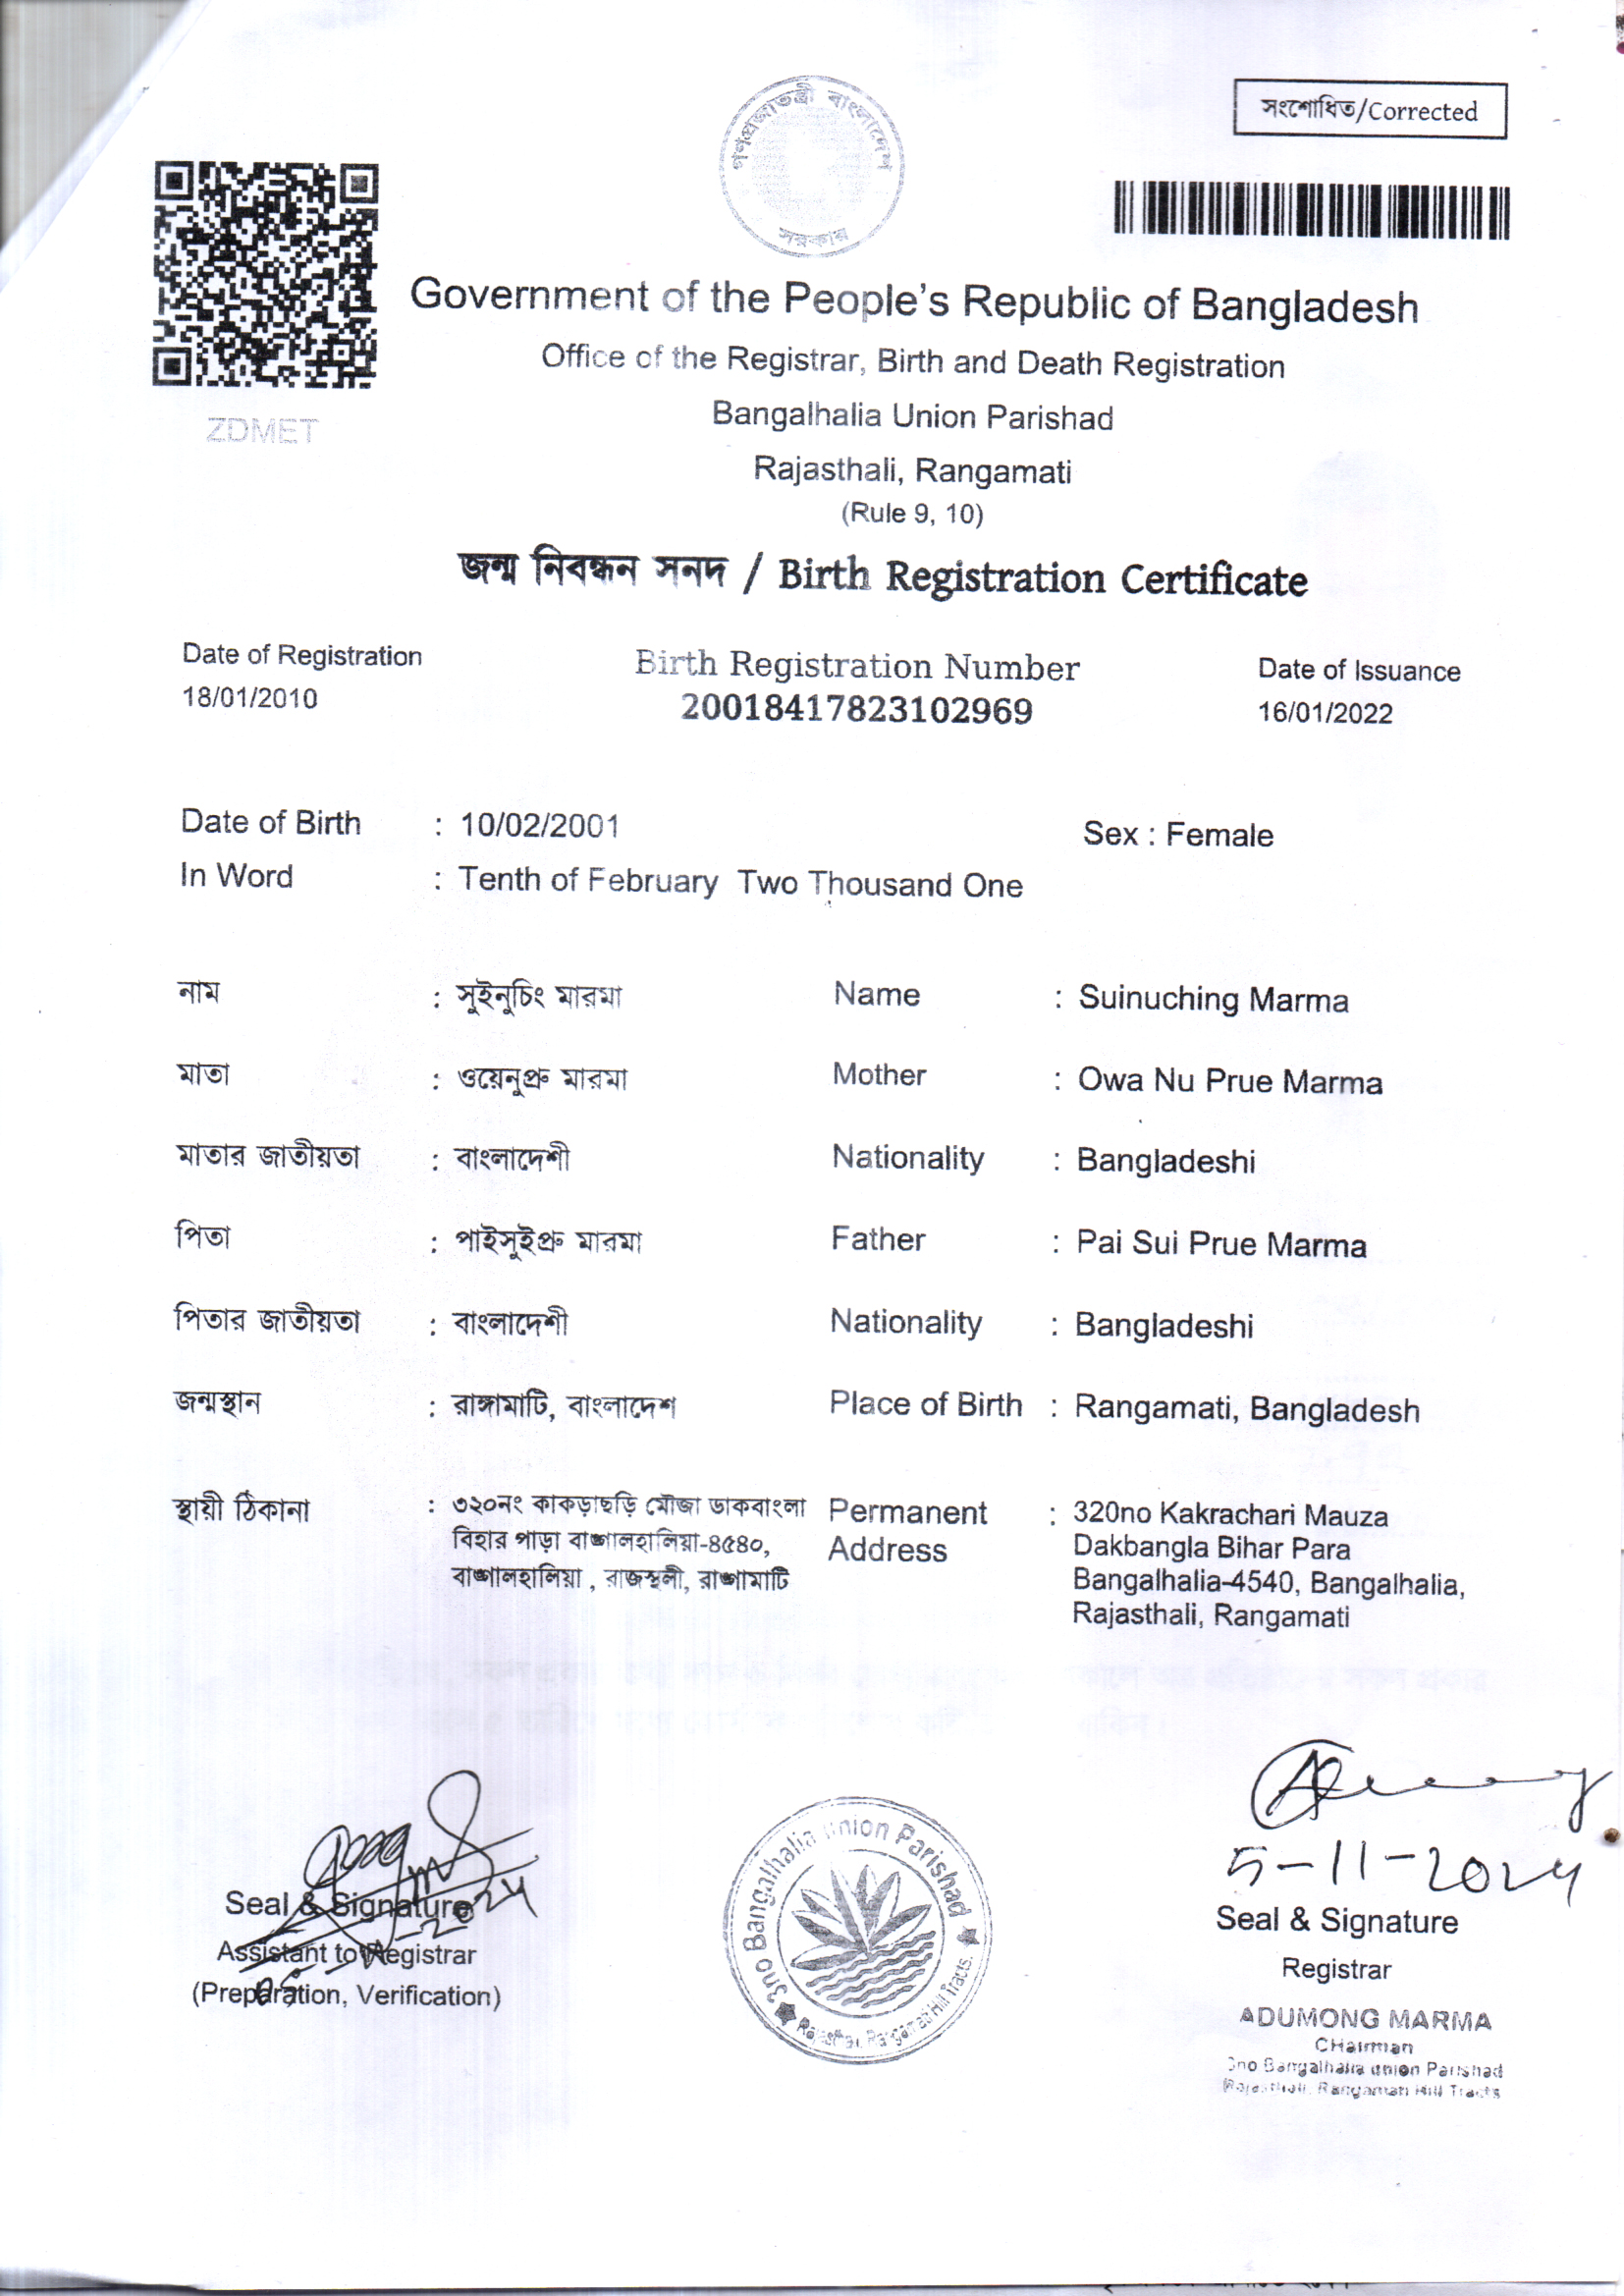 গণপ্রজাতন্ত্রী বাংলাদেশ
সরকার
সংশোধিত/Corrected
ZDMET
Government of the People's Republic of Bangladesh
Office of the Registrar, Birth and Death Registration
Bangalhalia Union Parishad
Rajasthali, Rangamati
(Rule 9, 10)
জন্ম নিবন্ধন সনদ / Birth Registration Certificate
Date of Registration Birth Registration Number Date of Issuance
18/01/2010 20018417823102969 16/01/2022
Date of Birth : 10/02/2001 Sex : Female
In Word : Tenth of February Two Thousand One
নাম : সুইনুচিং মারমা Name : Suinuching Marma
মাতা : ওয়েনুপ্রু মারমা Mother : Owa Nu Prue Marma
মাতার জাতীয়তা : বাংলাদেশী Nationality : Bangladeshi
পিতা : পাইসুইপ্রু মারমা Father : Pai Sui Prue Marma
পিতার জাতীয়তা : বাংলাদেশী Nationality : Bangladeshi
জন্মস্থান : রাঙ্গামাটি, বাংলাদেশ Place of Birth : Rangamati, Bangladesh
স্থায়ী ঠিকানা : ৩২০নং কাকড়াছড়ি মৌজা ডাকবাংলা Permanent : 320no Kakrachari Mauza
বিহার পাড়া বাঙ্গালহালিয়া-৪৫৪০, Address Dakbangla Bihar Para
বাঙ্গালহালিয়া , রাজস্থলী, রাঙ্গামাটি Bangalhalia-4540, Bangalhalia,
Rajasthali, Rangamati
5-11-2024
Seal & Signature
Assistant to Registrar
(Preparation, Verification)
3no Bangalhalia union Parishad
Rajasthali, Rangamati Hill Tracts.
Seal & Signature
Registrar
ADUMONG MARMA
CHairman
3no Bangalhalia union Parishad
Rajasthali, Rangamati Hill Tracts